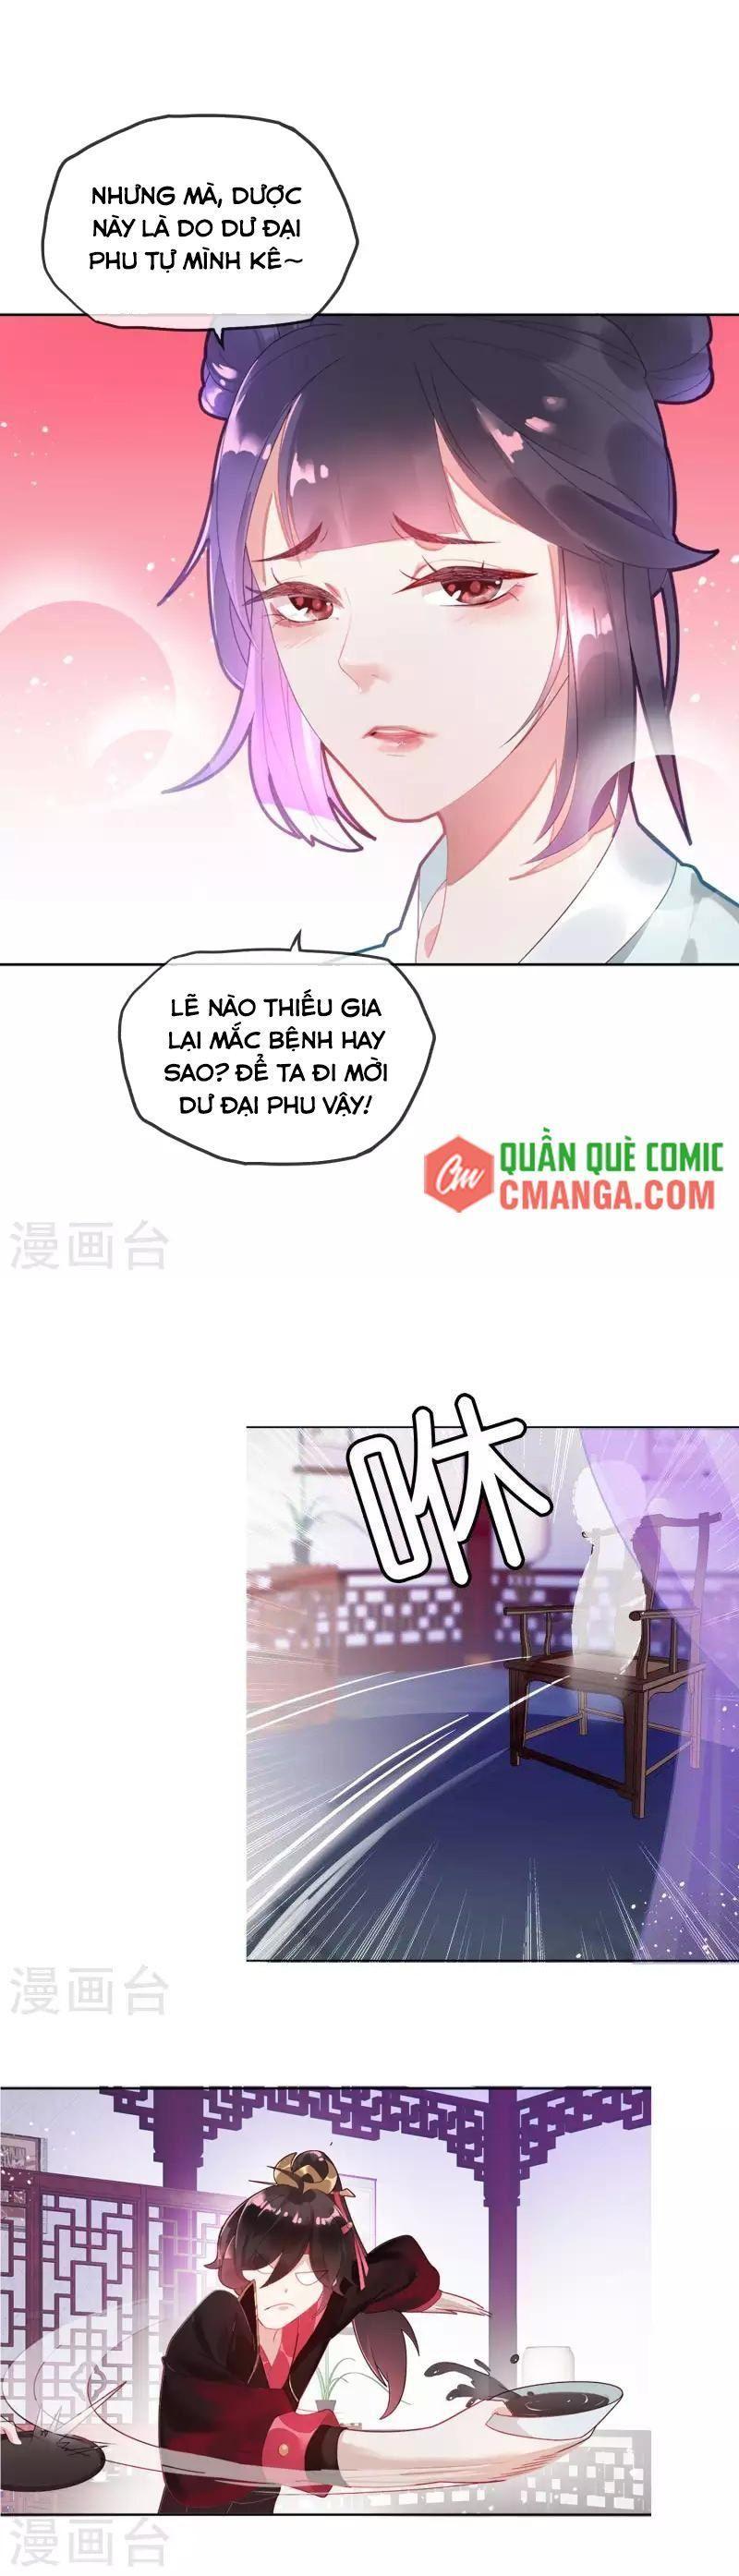 NHƯNG MÀ, DƯỢC
NÀY LÀ DO DƯ ĐẠI
PHU TỰ MÌNH KÊ~
LẼ NÀO THIẾU GIA
LẠI MẮC BỆNH HAY
SAO? ĐỂ TA ĐI MỜI
DƯ ĐẠI PHU VẬY!
Cm
QUẦN QUÈ COMIC
CMANGA.COM
漫画台
咻
漫画台
漫画台